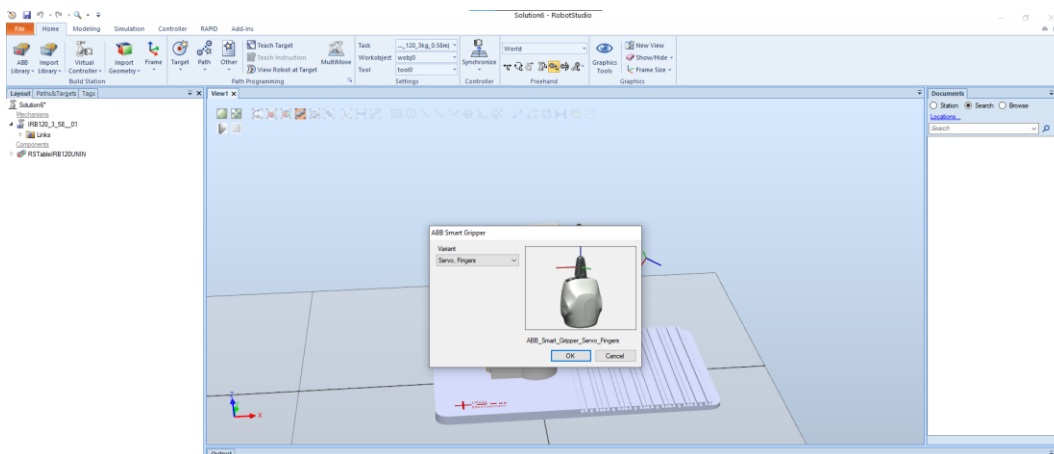 Solution6 - RobotStudio
File Home Modeling Simulation Controller RAPID Add-Ins
ABB Library
Import Library
Virtual Controller
Import Geometry
Frame
Build Station
Target
Path
Other
Teach Target
Teach Instruction
View Robot at Target
MultiMove
Path Programming
Task ..._120_3kg_0.58m)
Workobject wobj0
Tool tool0
Settings
Synchronize
Controller
World
Freehand
Graphics Tools
New View
Show/Hide
Frame Size
Graphics
Layout Paths&Targets Tags
Solution6*
Mechanisms
IRB120_3_58__01
Links
Components
RSTableIRB120UNIN
View1
ABB Smart Gripper
Variant
Servo, Fingers
ABB_Smart_Gripper_Servo_Fingers
OK Cancel
Z
X
Documents
Station Search Browse
Locations...
Search
Output